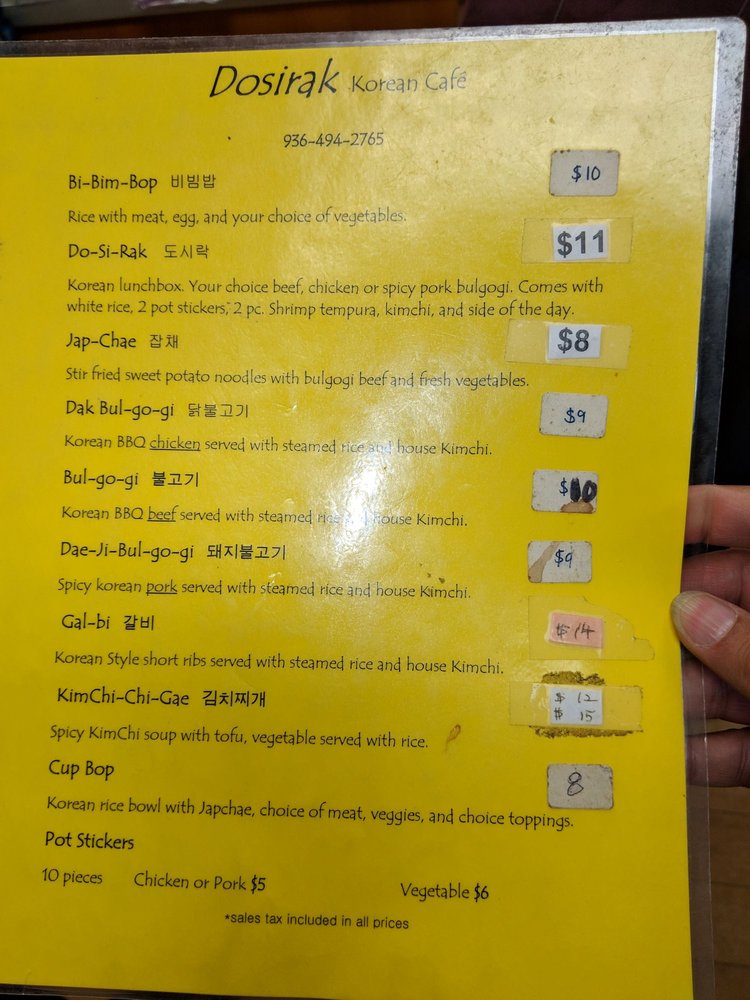 Dosirak Korean Café
936-494-2765
Bi-Bim-Bop 비빔밥 $10
Rice with meat, egg, and your choice of vegetables.
Do-Si-Rak 도시락 $11
Korean lunchbox. Your choice beef, chicken or spicy pork bulgogi. Comes with
white rice, 2 pot stickers, 2 pc. Shrimp tempura, kimchi, and side of the day.
Jap-Chae 잡채 $8
Stir fried sweet potato noodles with bulgogi beef and fresh vegetables.
Dak Bul-go-gi 닭불고기 $9
Korean BBQ chicken served with steamed rice and house Kimchi.
Bul-go-gi 불고기 $10
Korean BBQ beef served with steamed rice and house Kimchi.
Dae-Ji-Bul-go-gi 돼지불고기 $9
Spicy korean pork served with steamed rice and house Kimchi.
Gal-bi 갈비 $14
Korean Style short ribs served with steamed rice and house Kimchi.
KimChi-Chi-Gae 김치찌개 $12
$15
Spicy KimChi soup with tofu, vegetable served with rice.
Cup Bop 8
Korean rice bowl with Japchae, choice of meat, veggies, and choice toppings.
Pot Stickers
10 pieces Chicken or Pork $5 Vegetable $6
*sales tax included in all prices